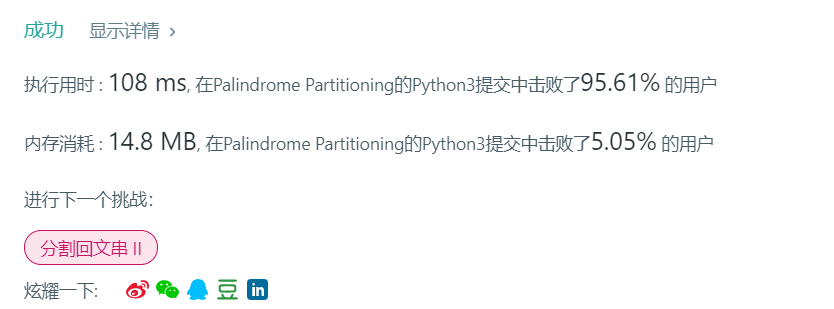 成功 显示详情 ›
执行用时 : 108 ms, 在Palindrome Partitioning的Python3提交中击败了95.61% 的用户
内存消耗 : 14.8 MB, 在Palindrome Partitioning的Python3提交中击败了5.05% 的用户
进行下一个挑战：
分割回文串 II
炫耀一下: 豆 in